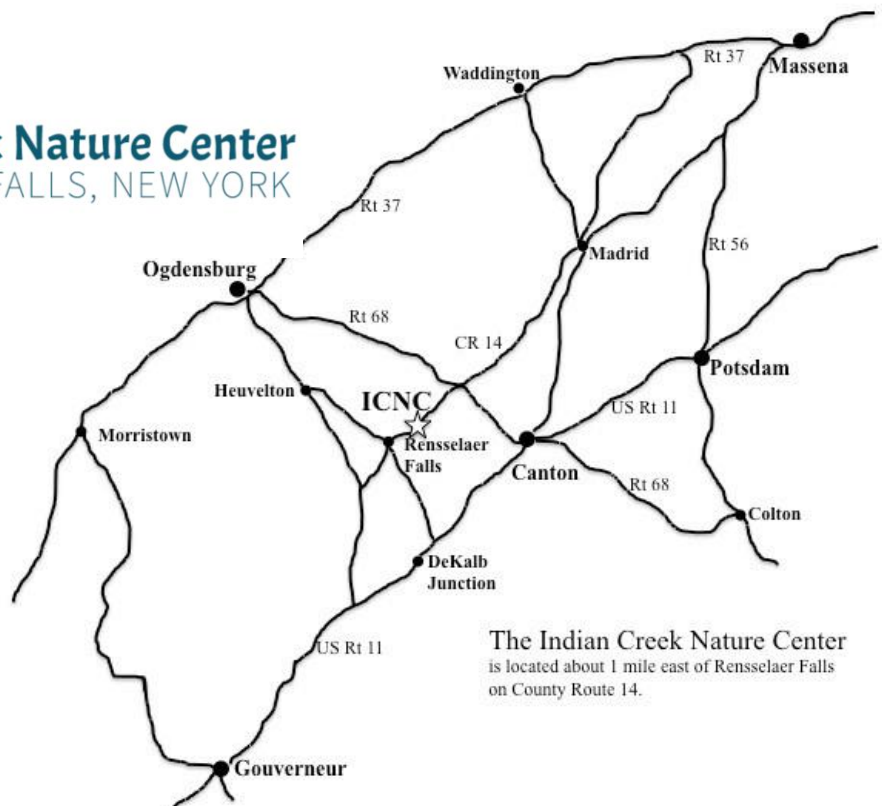 Nature Center
FALLS, NEW YORK
Waddington
Rt 37
Massena
Rt 37
Ogdensburg
Madrid
Rt 56
Rt 68
CR 14
Potsdam
Heuvelton
ICNC
US Rt 11
Morristown
Rensselaer
Falls
Canton
Rt 68
Colton
DeKalb
Junction
US Rt 11
The Indian Creek Nature Center
is located about 1 mile east of Rensselaer Falls
on County Route 14.
Gouverneur